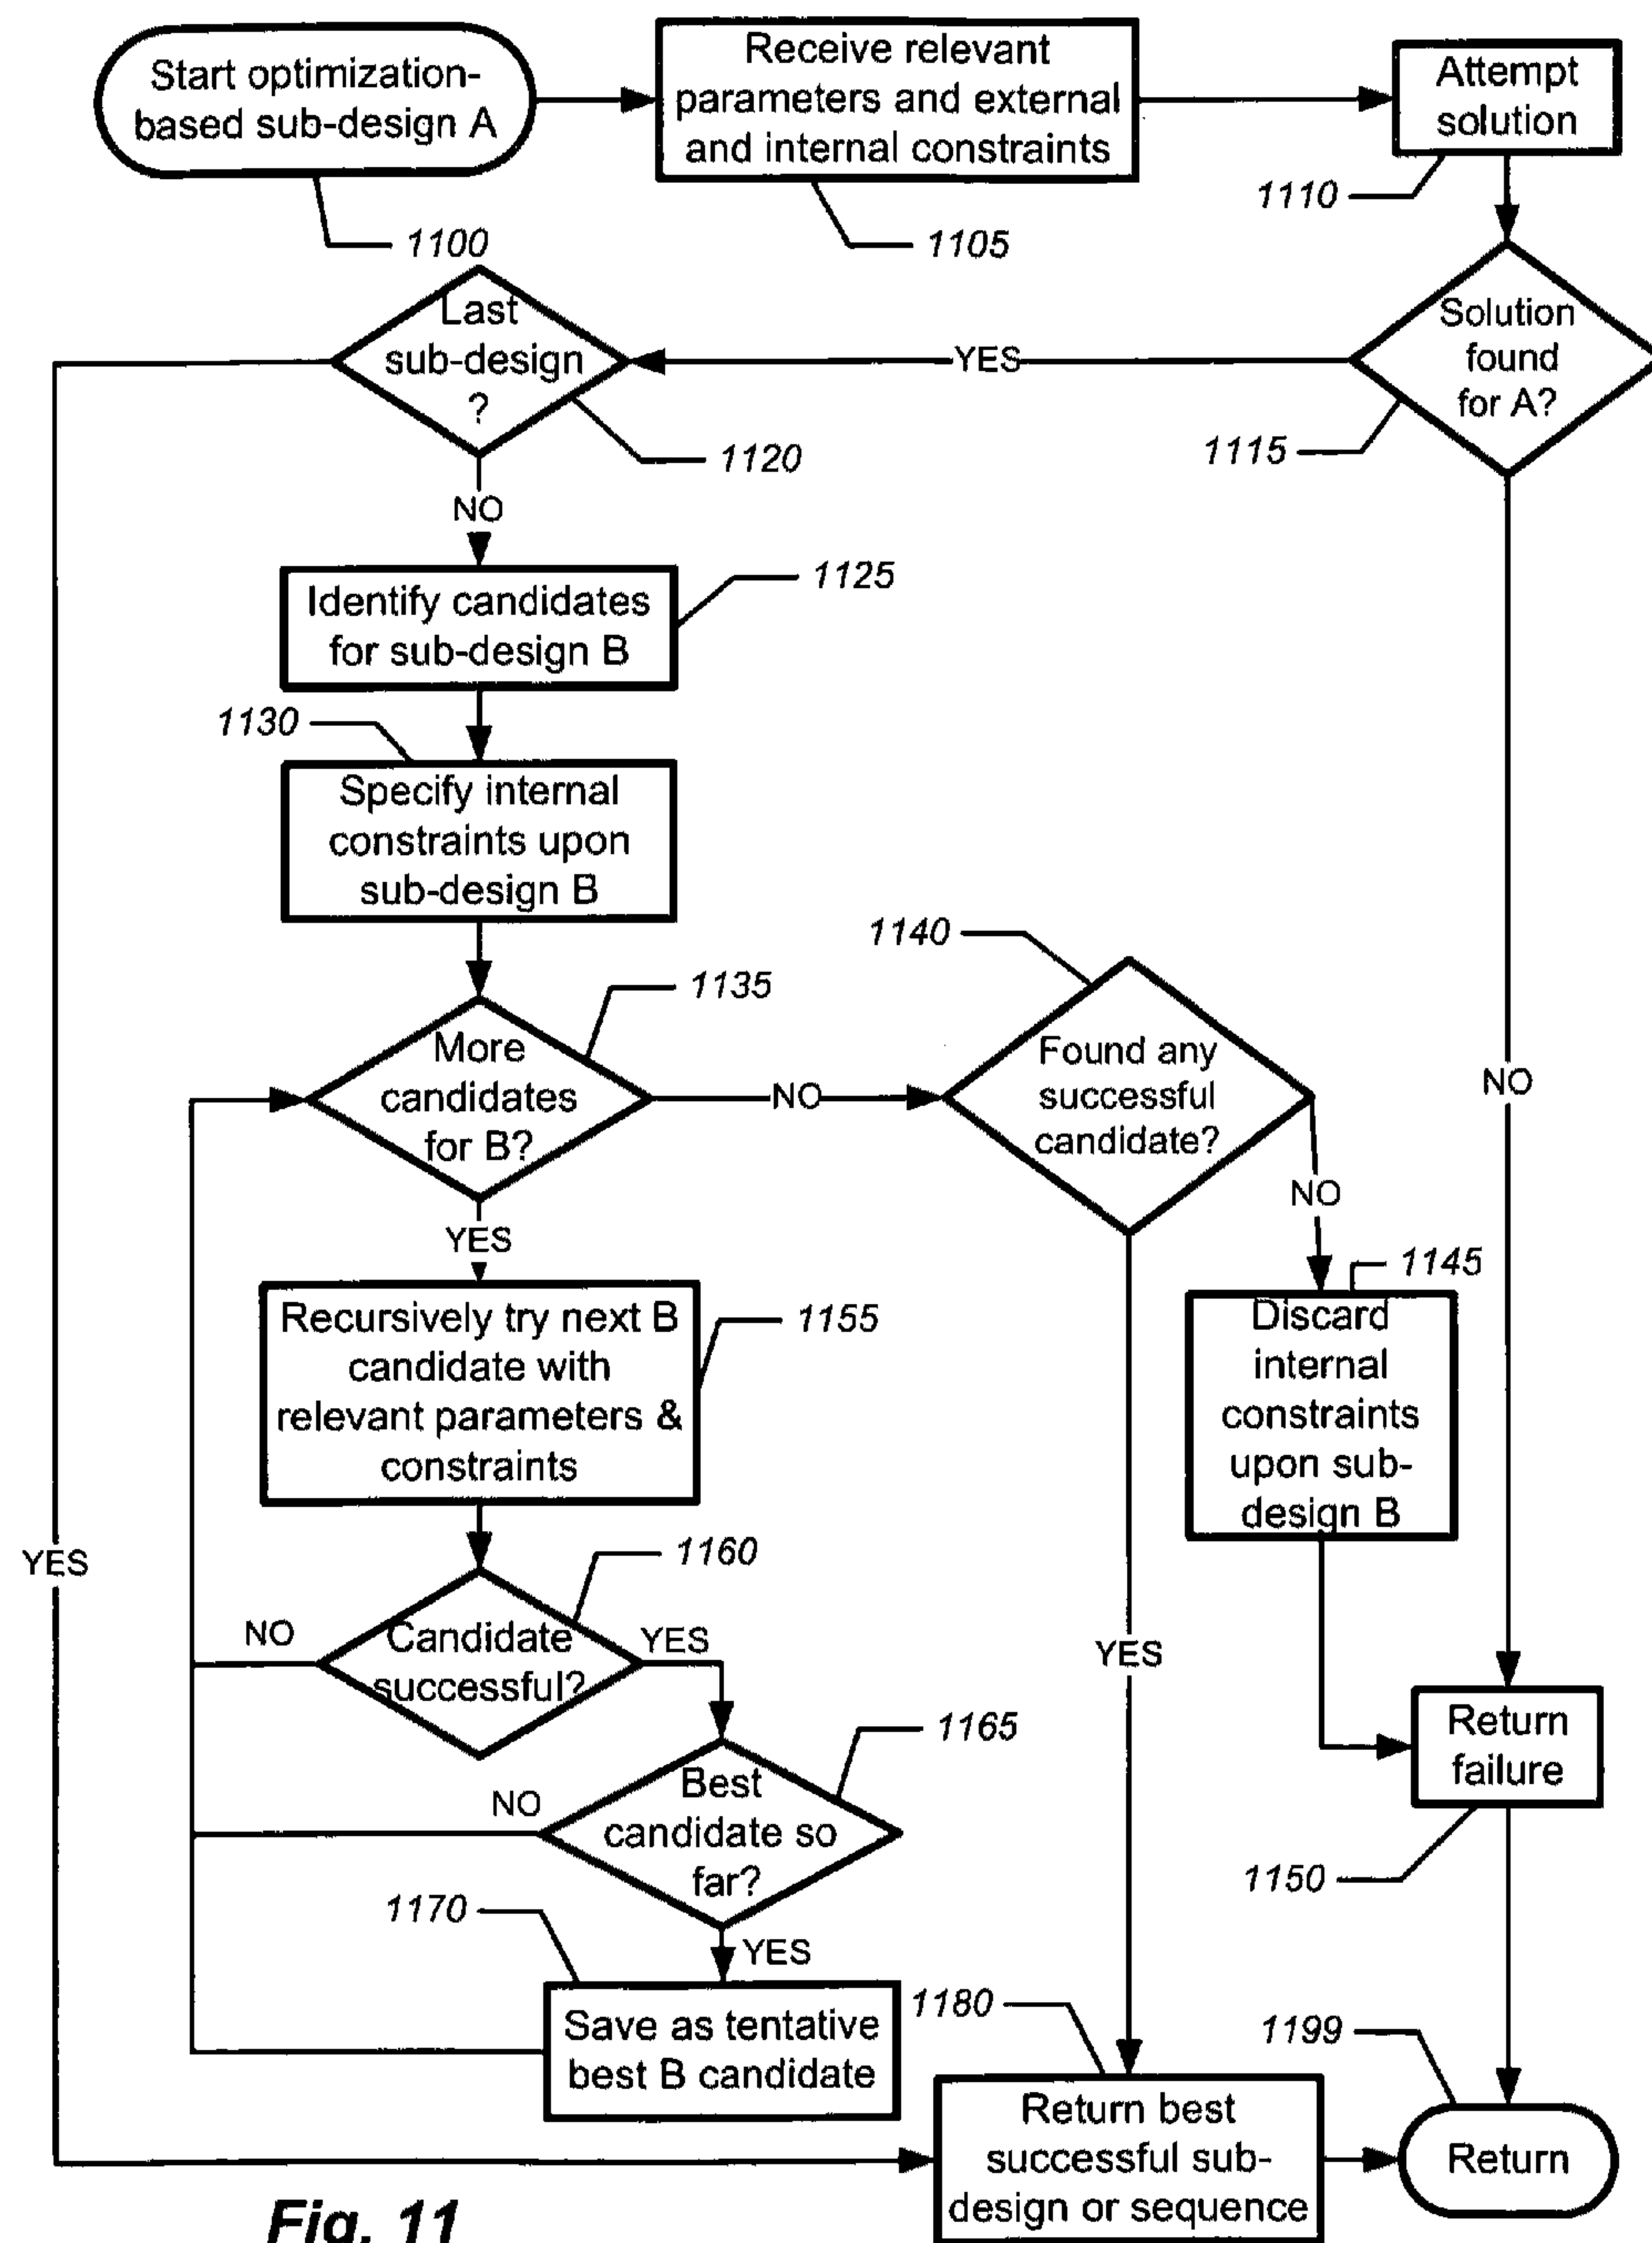 Start optimization-
based sub-design A
1100
Receive relevant
parameters and external
and internal constraints
1105
Attempt
solution
1110
Solution
found
for A?
1115
YES
NO
Last
sub-design
?
1120
YES
NO
Identify candidates
for sub-design B
1125
1130
Specify internal
constraints upon
sub-design B
1135
More
candidates
for B?
NO
YES
1140
Found any
successful
candidate?
NO
YES
1145
Discard
internal
constraints
upon sub-
design B
Recursively try next B
candidate with
relevant parameters &
constraints
1155
1160
Candidate
successful?
NO
YES
1165
Best
candidate so
far?
NO
YES
1170
Save as tentative
best B candidate
Return
failure
1150
1180
Return best
successful sub-
design or sequence
1199
Return
Fig. 11